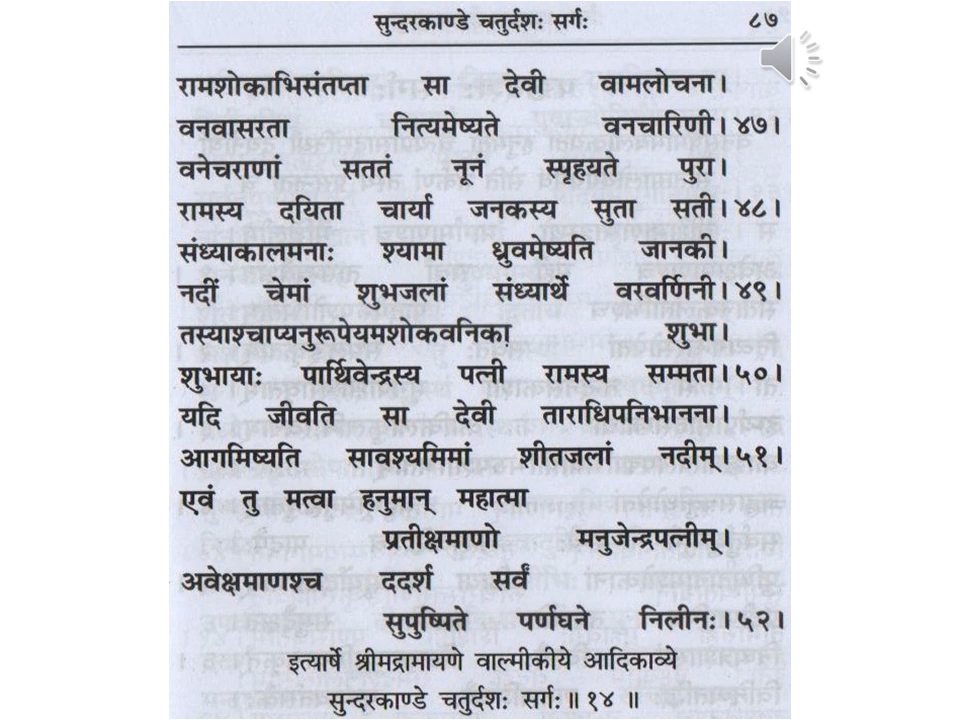 सुन्दरकाण्डे चतुर्दशः सर्गः ८७
रामशोकाभिसंतप्ता सा देवी वामलोचना।
वनवासरता नित्यमेष्यते वनचारिणी।४७।
वनेचराणां सततं नूनं स्पृहयते पुरा।
रामस्य दयिता चार्या जनकस्य सुता सती।४८।
संध्याकालमनाः श्यामा ध्रुवमेष्यति जानकी।
नदीं चेमां शुभजलां संध्यार्थे वरवर्णिनी।४९।
तस्याश्चाप्यनुरूपेयमशोकवनिका शुभा।
शुभायाः पार्थिवेन्द्रस्य पत्नी रामस्य सम्मता।५०।
यदि जीवति सा देवी ताराधिपनिभानना।
आगमिष्यति सावश्यमिमां शीतजलां नदीम्।५१।
एवं तु मत्वा हनुमान् महात्मा
प्रतीक्षमाणो मनुजेन्द्रपत्नीम्।
अवेक्षमाणश्च ददर्श सर्वं
सुपुष्पिते पर्णघने निलीनः।५२।
इत्यार्षे श्रीमद्रामायणे वाल्मीकीये आदिकाव्ये
सुन्दरकाण्डे चतुर्दशः सर्गः॥ १४ ॥